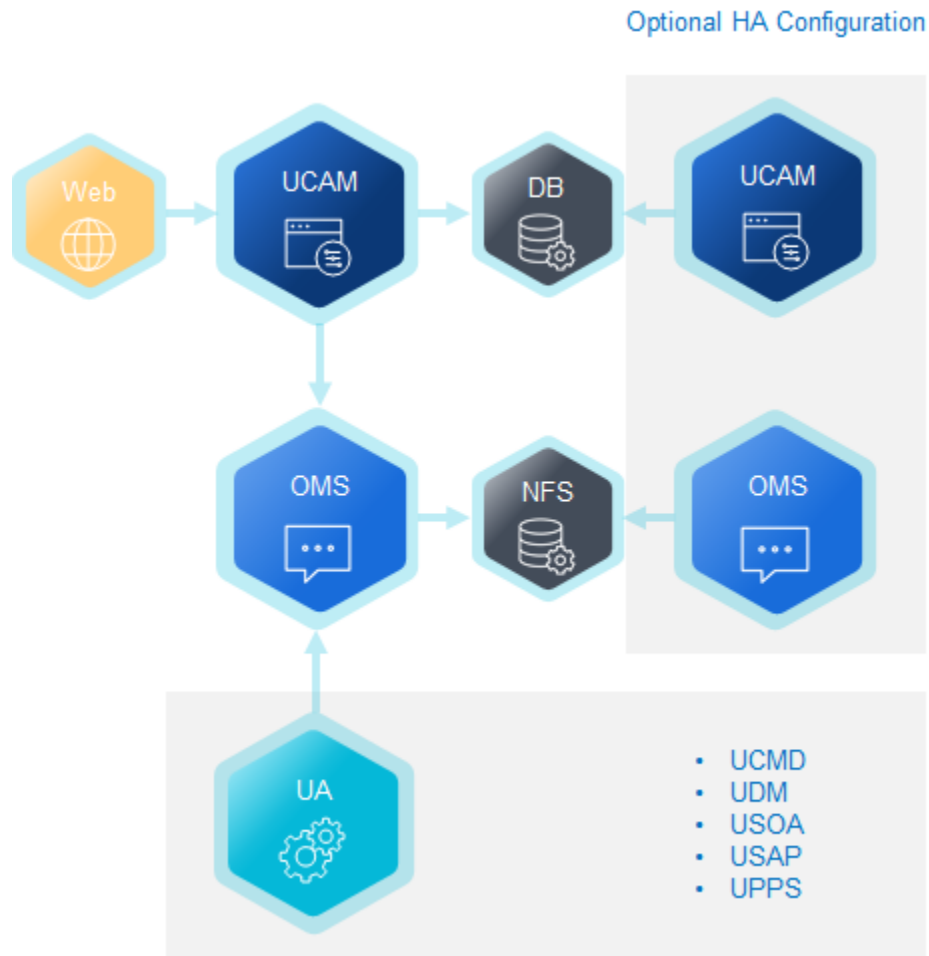 Optional HA Configuration
Web
UCAM
DB
UCAM
OMS
NFS
OMS
UA
• UCMD
• UDM
• USOA
• USAP
• UPPS